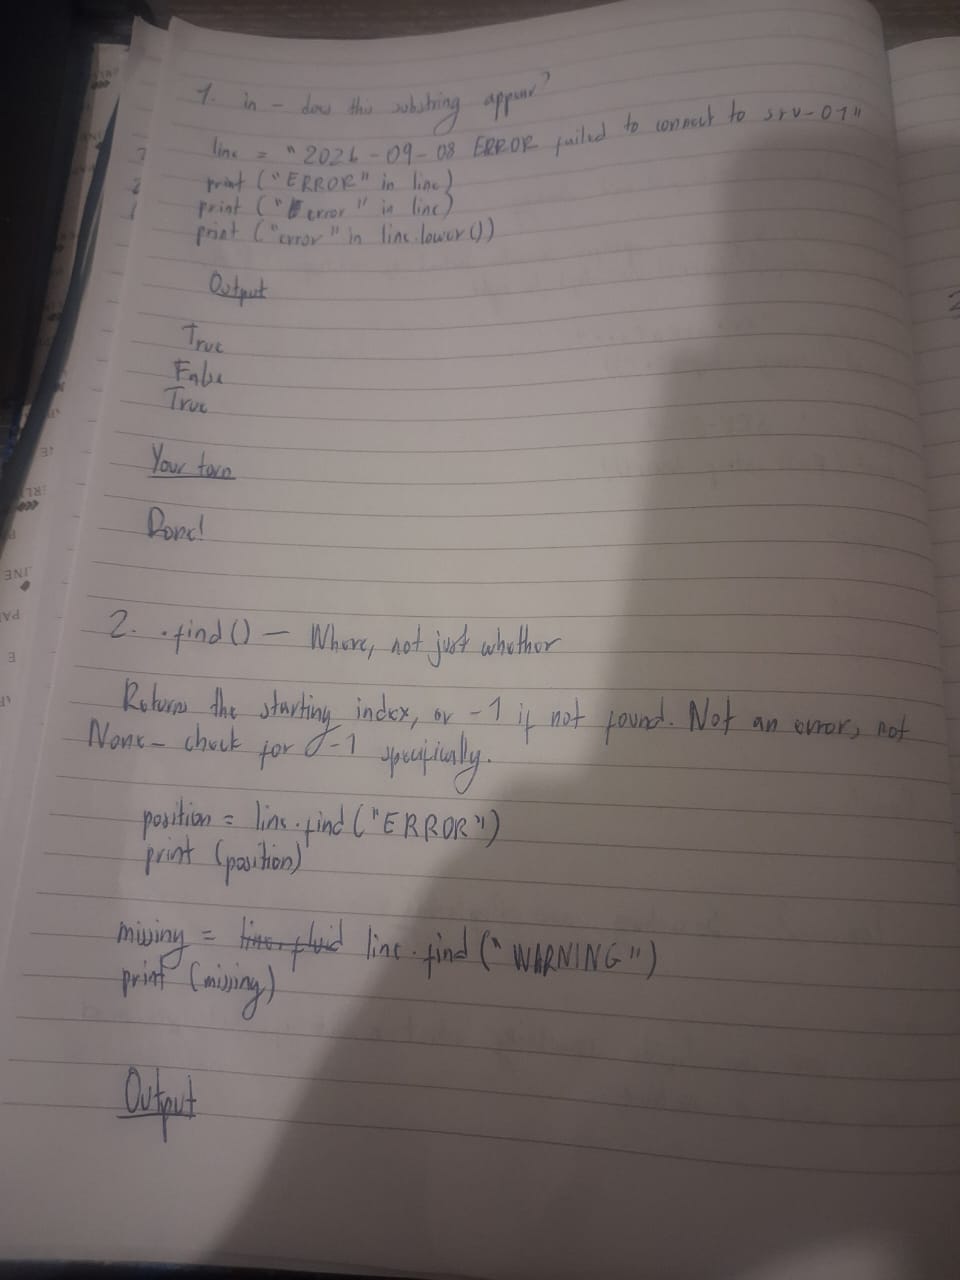 1. in - does this substring appear?
line = "2026-09-08 ERROR failed to connect to srv-01"
print ("ERROR" in line)
print ("error" in line)
print ("error" in line.lower())
Output
True
False
True
Your turn
Done!
2. .find() — Where, not just whether
Returns the starting index, or -1 if not found. Not an error, not
None - check for -1 specifically.
position = line.find("ERROR")
print (position)
missing = line.find("WARNING")
print (missing)
Output